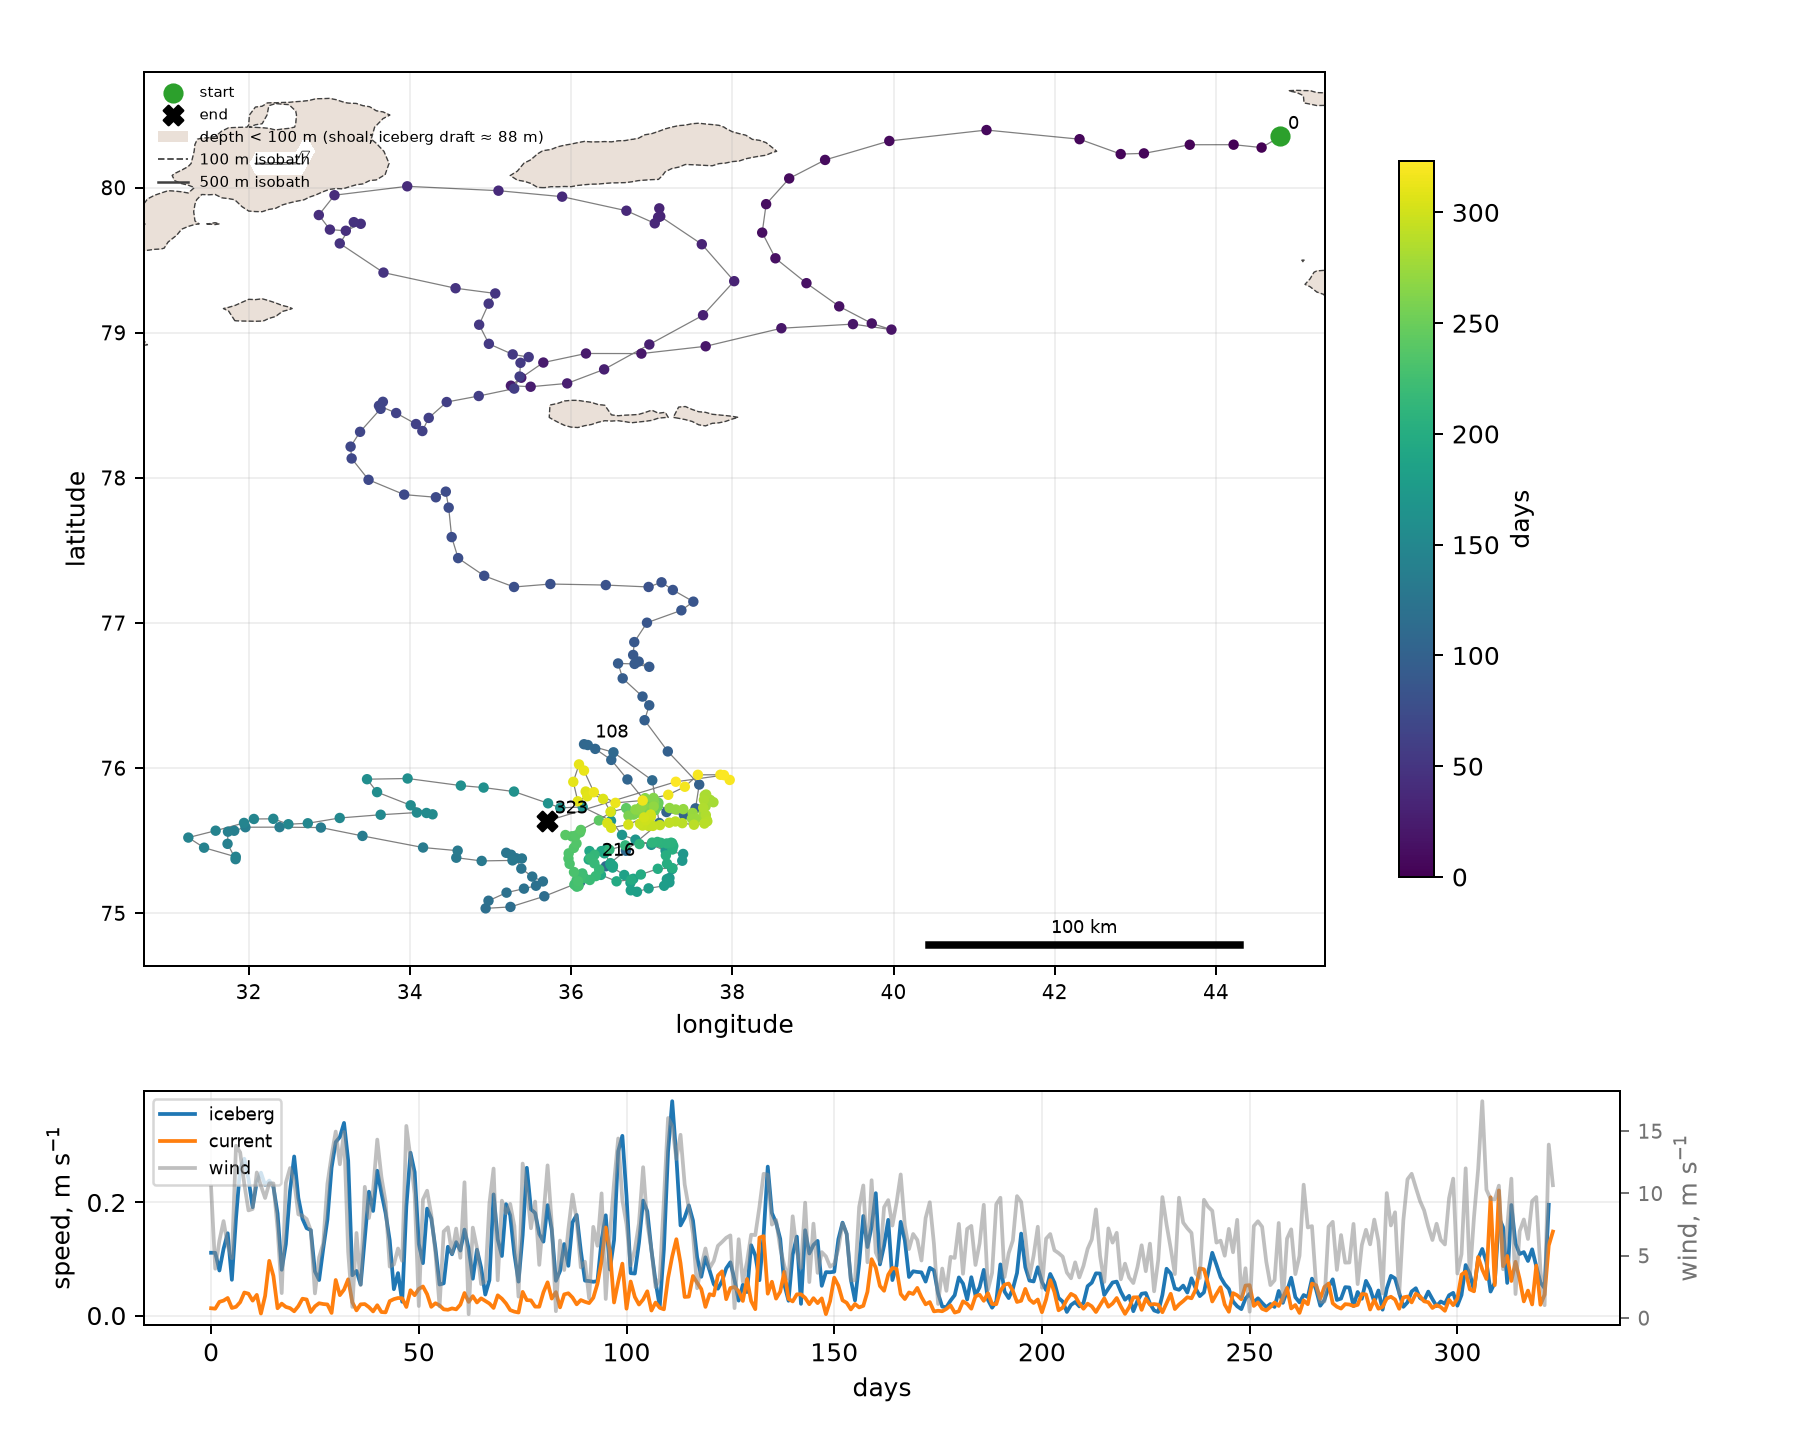 start
end
depth < 100 m (shoal; iceberg draft ≈ 88 m)
100 m isobath
500 m isobath
0
108
323
216
100 km
80
79
78
77
76
75
latitude
32
34
36
38
40
42
44
longitude
300
250
200
150
100
50
0
days
iceberg
current
wind
0.2
0.0
speed, m s⁻¹
15
10
5
0
wind, m s⁻¹
0
50
100
150
200
250
300
days